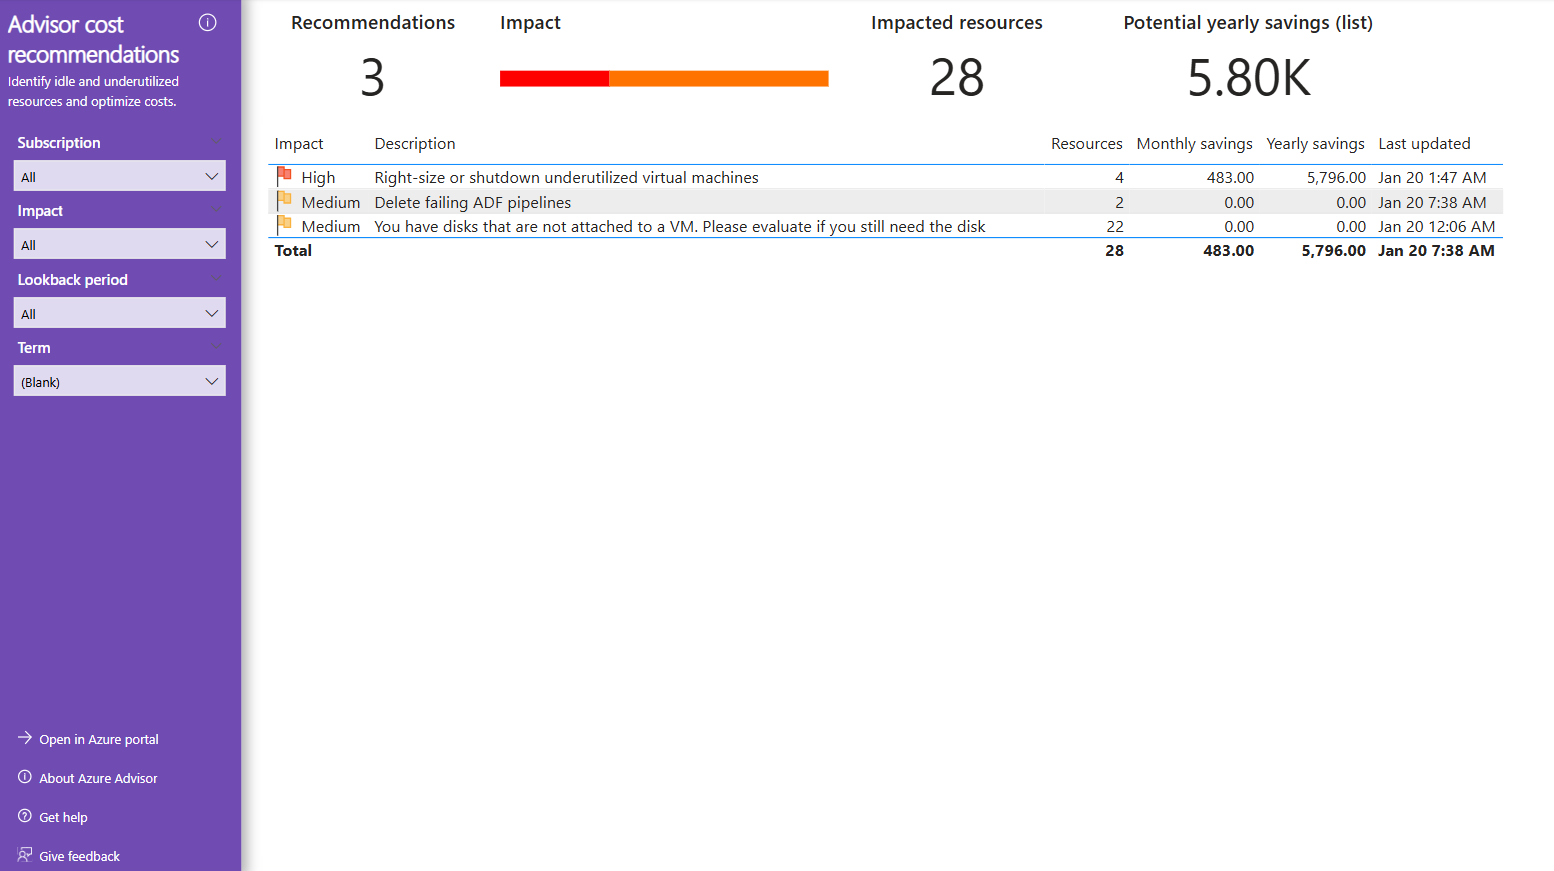 Advisor cost
recommendations
Identify idle and underutilized
resources and optimize costs.
Subscription
All
Impact
All
Lookback period
All
Term
(Blank)
Open in Azure portal
About Azure Advisor
Get help
Give feedback
Recommendations
3
Impact
Impacted resources
28
Potential yearly savings (list)
5.80K
Impact Description Resources Monthly savings Yearly savings Last updated
High Right-size or shutdown underutilized virtual machines 4 483.00 5,796.00 Jan 20 1:47 AM
Medium Delete failing ADF pipelines 2 0.00 0.00 Jan 20 7:38 AM
Medium You have disks that are not attached to a VM. Please evaluate if you still need the disk 22 0.00 0.00 Jan 20 12:06 AM
Total 28 483.00 5,796.00 Jan 20 7:38 AM